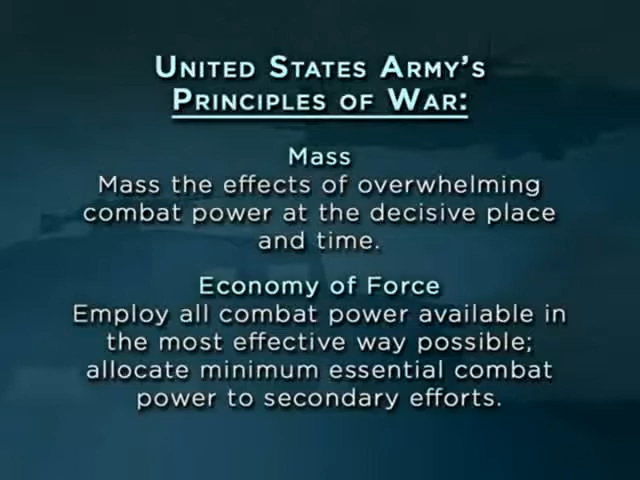 United States Army's
Principles of War:
Mass
Mass the effects of overwhelming
combat power at the decisive place
and time.
Economy of Force
Employ all combat power available in
the most effective way possible;
allocate minimum essential combat
power to secondary efforts.